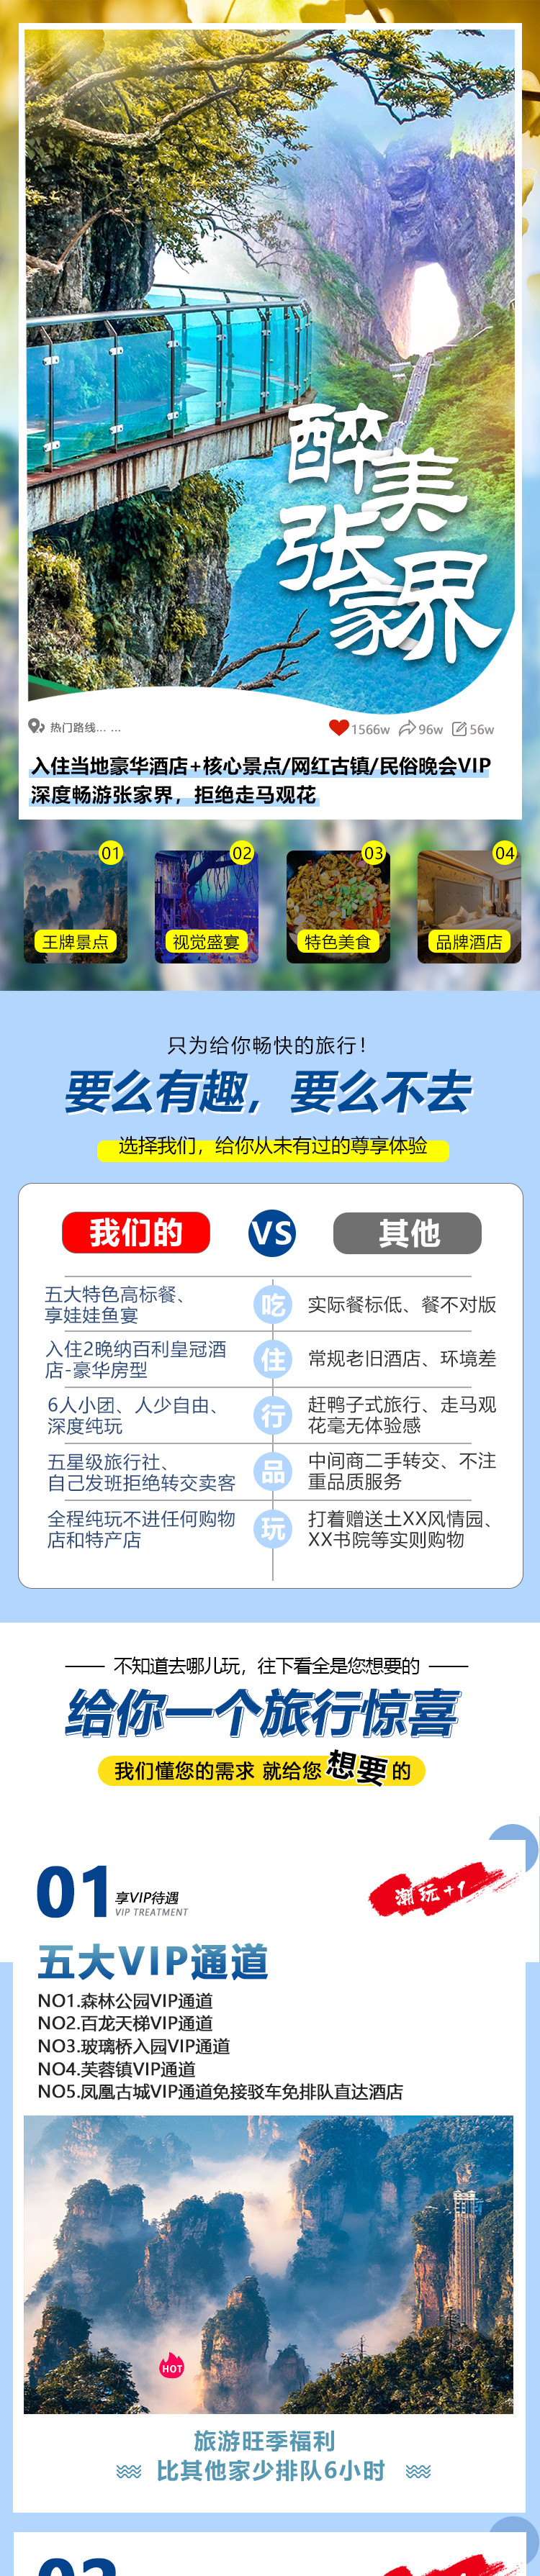 醉美
张家界
热门路线... ...
1566w 96w 56w
入住当地豪华酒店+核心景点/网红古镇/民俗晚会VIP
深度畅游张家界，拒绝走马观花
01 02 03 04
王牌景点 视觉盛宴 特色美食 品牌酒店
只为给你畅快的旅行！
要么有趣，要么不去
选择我们，给你从未有过的尊享体验
我们的 VS 其他
五大特色高标餐、
享娃娃鱼宴
吃
实际餐标低、餐不对版
入住2晚纳百利皇冠酒
店-豪华房型
住
常规老旧酒店、环境差
6人小团、人少自由、
深度纯玩
行
赶鸭子式旅行、走马观
花毫无体验感
五星级旅行社、
自己发班拒绝转交卖客
品
中间商二手转交、不注
重品质服务
全程纯玩不进任何购物
店和特产店
玩
打着赠送土XX风情园、
XX书院等实则购物
不知道去哪儿玩，往下看全是您想要的
给你一个旅行惊喜
我们懂您的需求 就给您想要的
01 享VIP待遇
VIP TREATMENT
潮玩+1
五大VIP通道
NO1.森林公园VIP通道
NO2.百龙天梯VIP通道
NO3.玻璃桥入园VIP通道
NO4.芙蓉镇VIP通道
NO5.凤凰古城VIP通道免接驳车免排队直达酒店
HOT
旅游旺季福利
比其他家少排队6小时